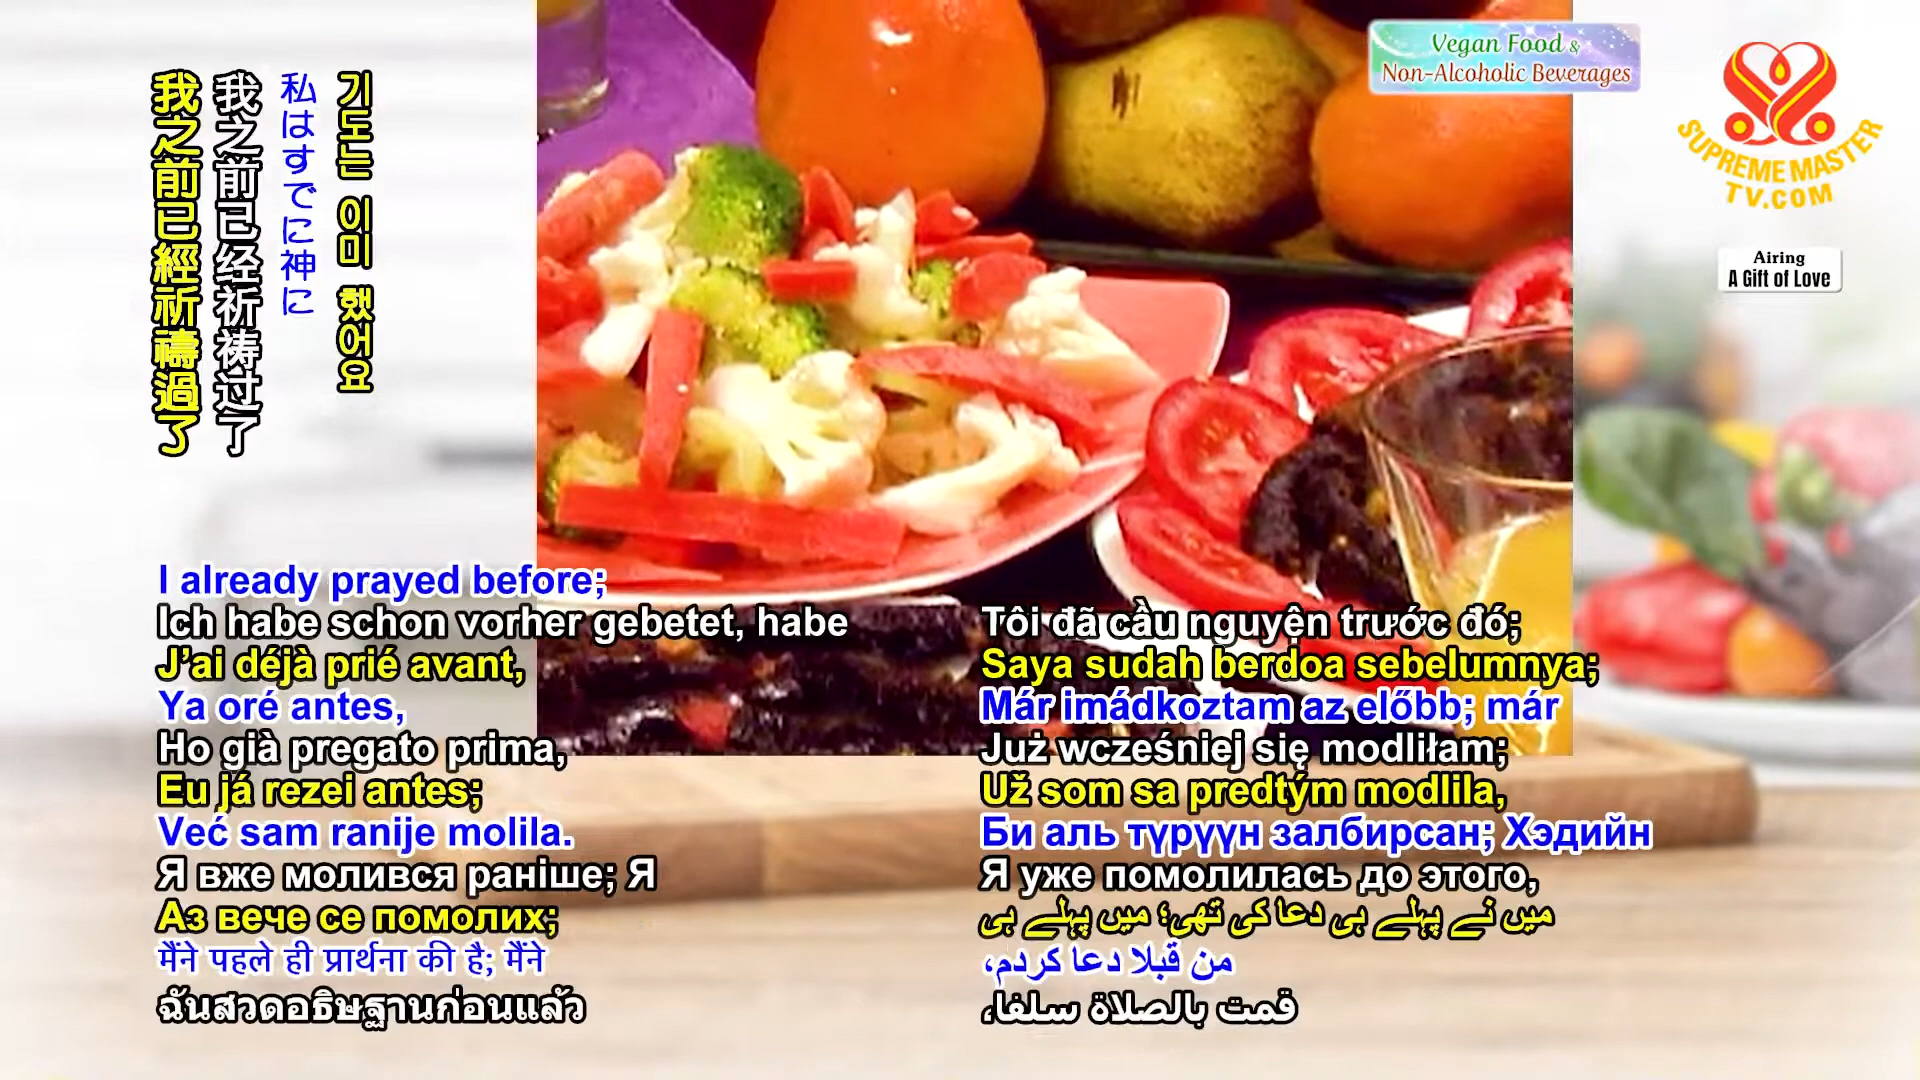 Vegan Food &
Non-Alcoholic Beverages
SUPREME MASTER
TV.COM
Airing
A Gift of Love
기도는 이미 했어요
私はすでに神に
我之前已经祈祷过了
我之前已經祈禱過了
I already prayed before;
Ich habe schon vorher gebetet, habe
J'ai déjà prié avant,
Ya oré antes,
Ho già pregato prima,
Eu já rezei antes;
Već sam ranije molila.
Я вже молився раніше; Я
Аз вече се помолих;
मैंने पहले ही प्रार्थना की है; मैंने
ฉันสวดอธิษฐานก่อนแล้ว
Tôi đã cầu nguyện trước đó;
Saya sudah berdoa sebelumnya;
Már imádkoztam az előbb; már
Już wcześniej się modliłam;
Už som sa predtým modlila,
Би аль түрүүн залбирсан; Хэдийн
Я уже помолилась до этого,
میں نے پہلے ہی دعا کی تھی؛ میں پہلے ہی
من قبلا دعا کردم،
قمت بالصلاة سلفا،